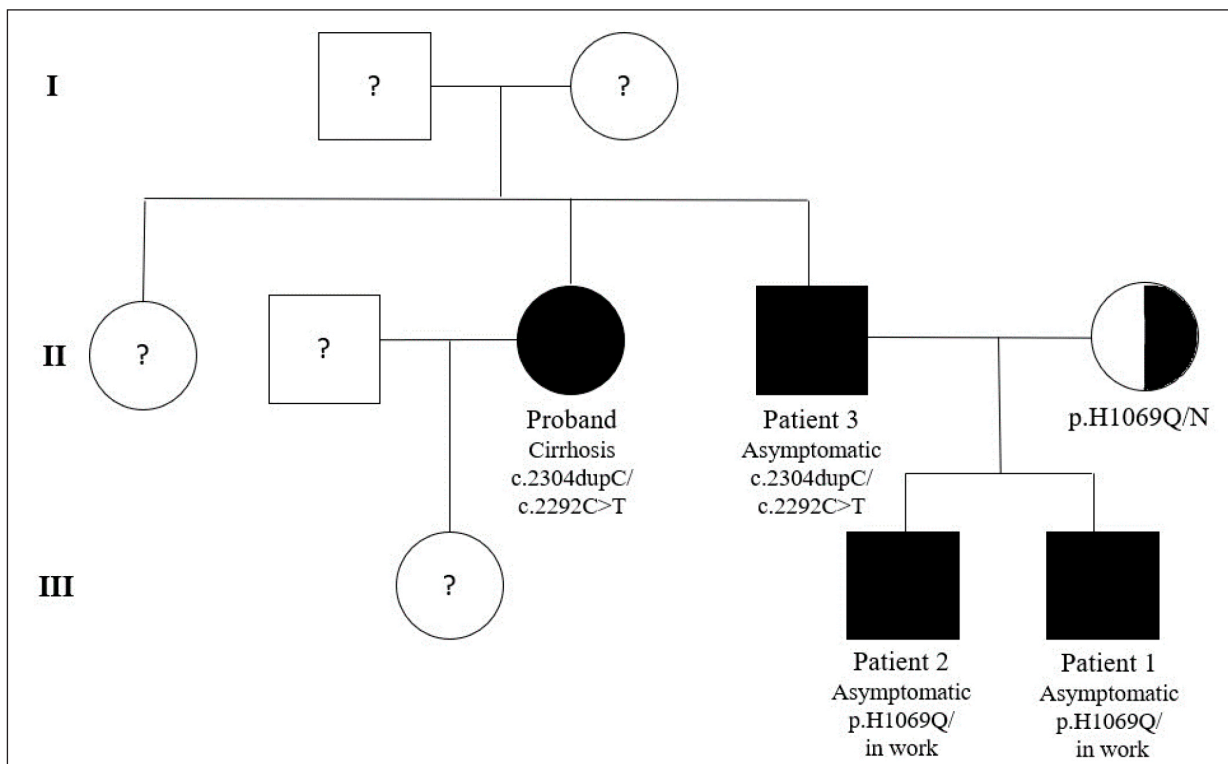 I
?
?
II
?
?
Proband
Cirrhosis
c.2304dupC/
c.2292C>T
Patient 3
Asymptomatic
c.2304dupC/
c.2292C>T
p.H1069Q/N
III
?
Patient 2
Asymptomatic
p.H1069Q/
in work
Patient 1
Asymptomatic
p.H1069Q/
in work